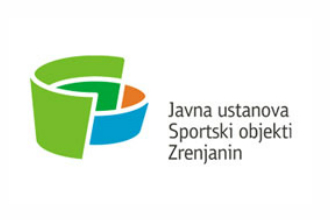 Javna ustanova
Sportski objekti
Zrenjanin